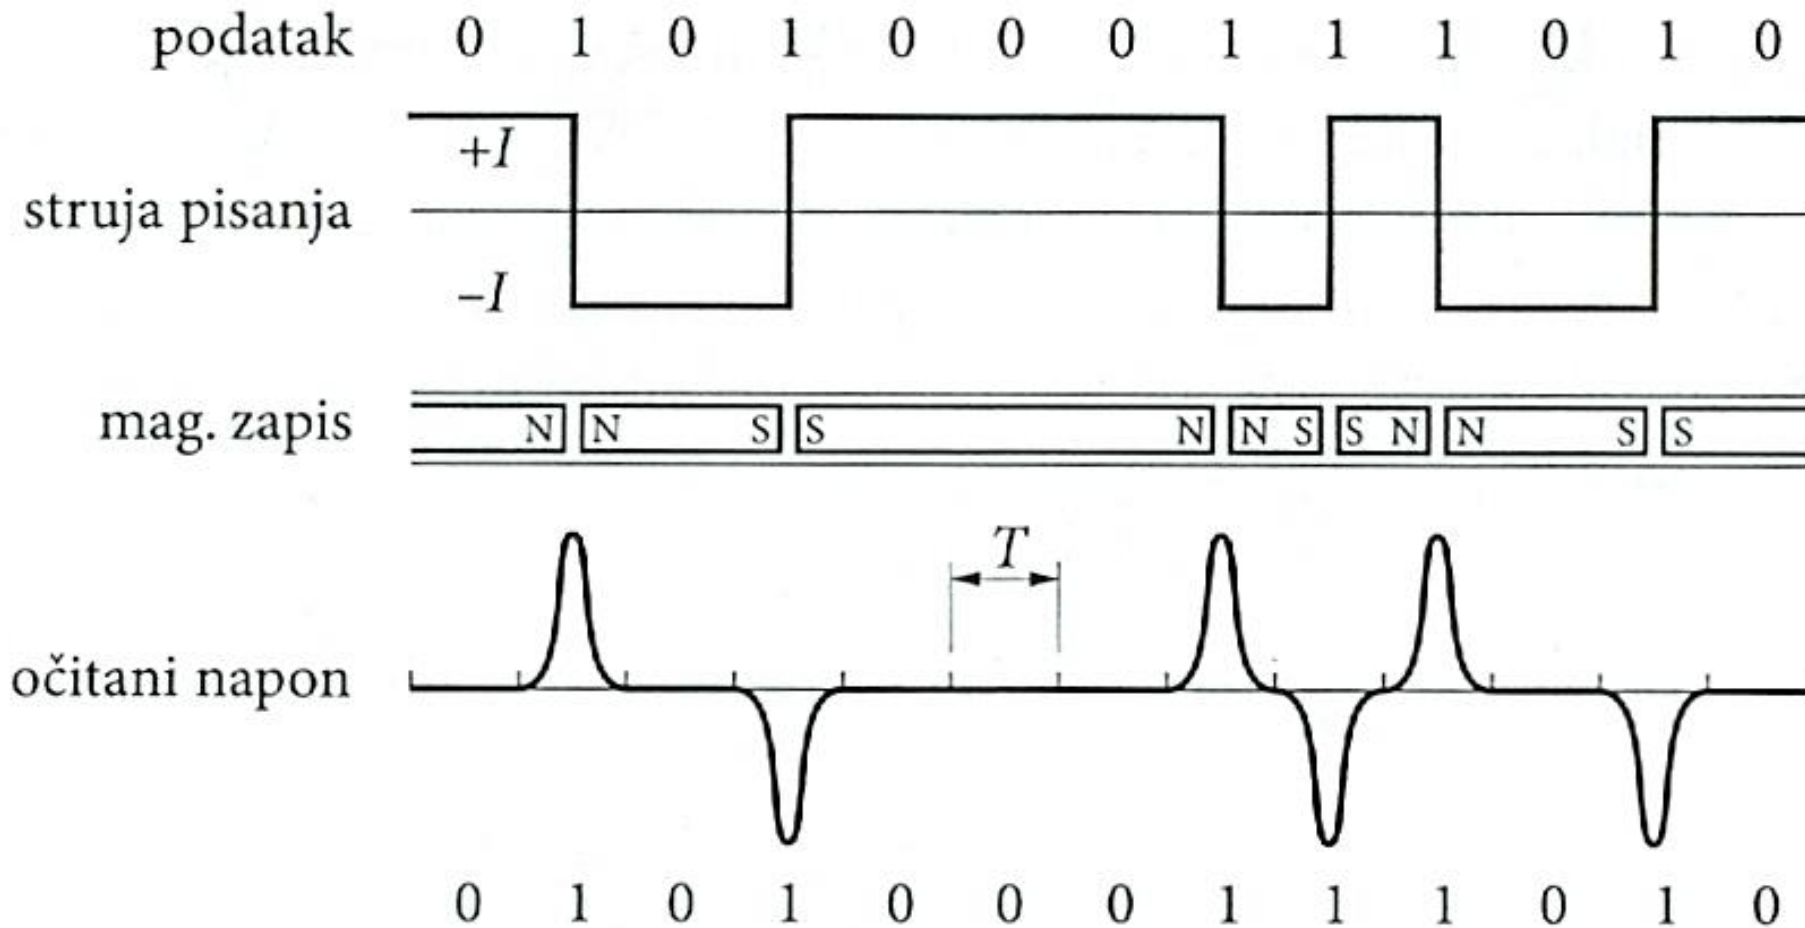 podatak 0 1 0 1 0 0 0 1 1 1 0 1 0
+I
struja pisanja
–I
mag. zapis N N S S N N S S N N S S
T
očitani napon
0 1 0 1 0 0 0 1 1 1 0 1 0